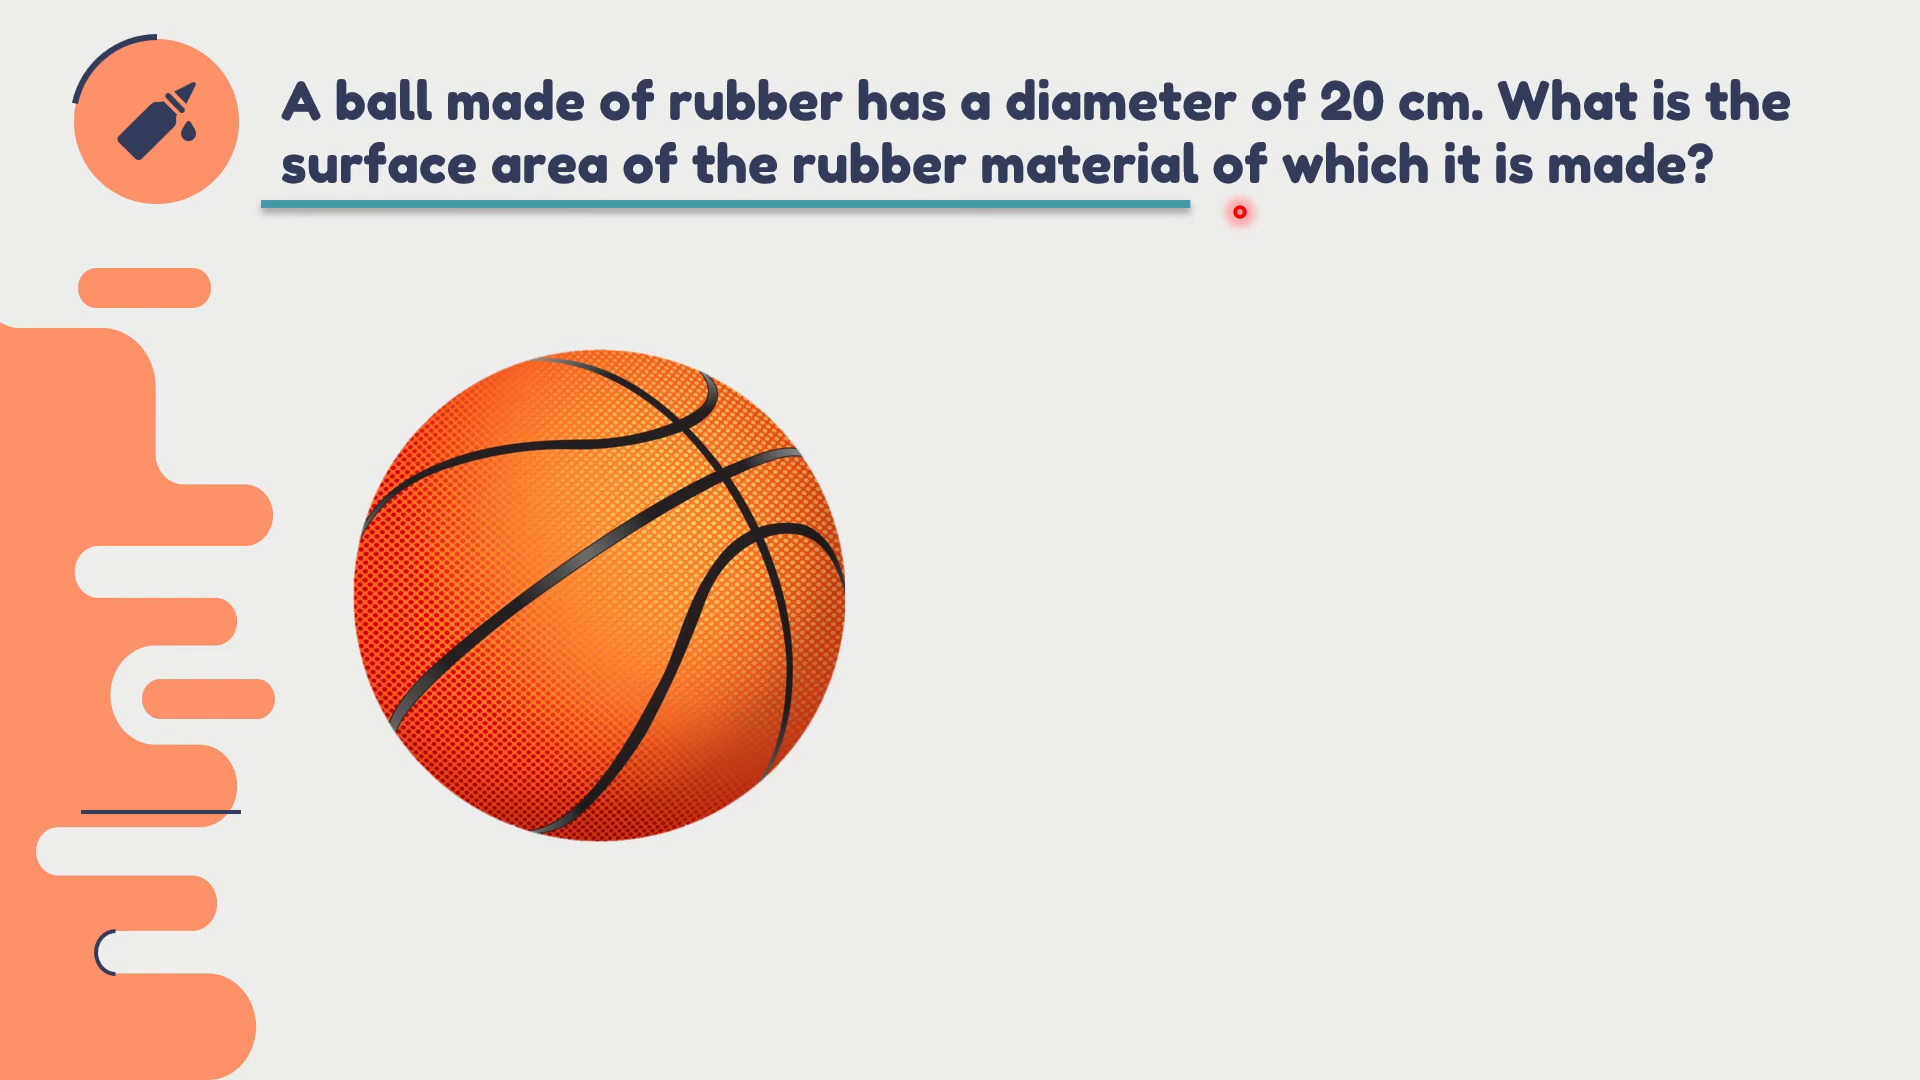 A ball made of rubber has a diameter of 20 cm. What is the
surface area of the rubber material of which it is made?